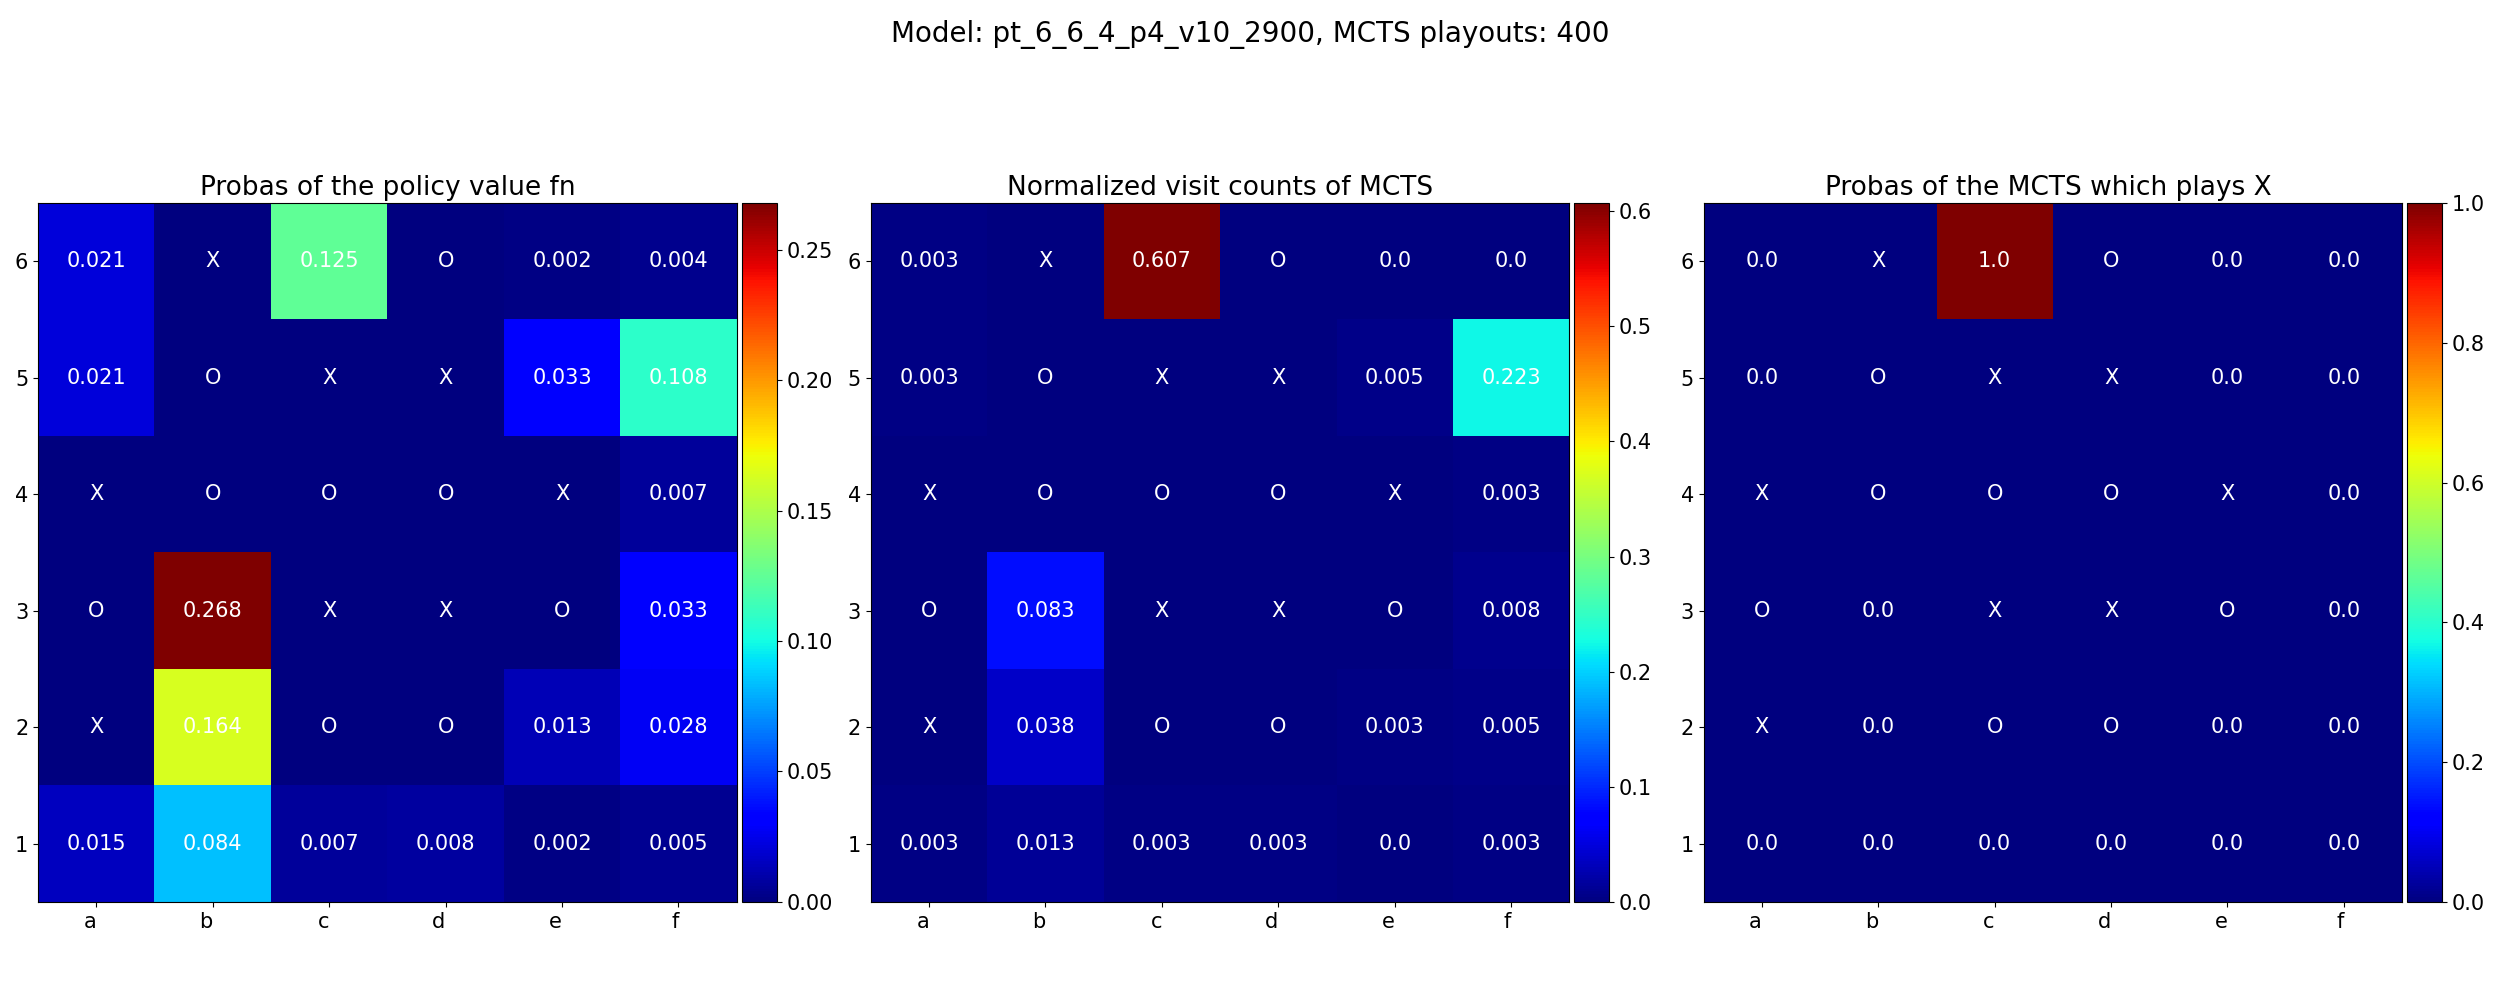 Model: pt_6_6_4_p4_v10_2900, MCTS playouts: 400
Probas of the policy value fn
6 0.021 X 0.125 O 0.002 0.004
5 0.021 O X X 0.033 0.108
4 X O O O X 0.007
3 O 0.268 X X O 0.033
2 X 0.164 O O 0.013 0.028
1 0.015 0.084 0.007 0.008 0.002 0.005
a b c d e f
0.25
0.20
0.15
0.10
0.05
0.00
Normalized visit counts of MCTS
6 0.003 X 0.607 O 0.0 0.0
5 0.003 O X X 0.005 0.223
4 X O O O X 0.003
3 O 0.083 X X O 0.008
2 X 0.038 O O 0.003 0.005
1 0.003 0.013 0.003 0.003 0.0 0.003
a b c d e f
0.6
0.5
0.4
0.3
0.2
0.1
0.0
Probas of the MCTS which plays X
6 0.0 X 1.0 O 0.0 0.0
5 0.0 O X X 0.0 0.0
4 X O O O X 0.0
3 O 0.0 X X O 0.0
2 X 0.0 O O 0.0 0.0
1 0.0 0.0 0.0 0.0 0.0 0.0
a b c d e f
1.0
0.8
0.6
0.4
0.2
0.0